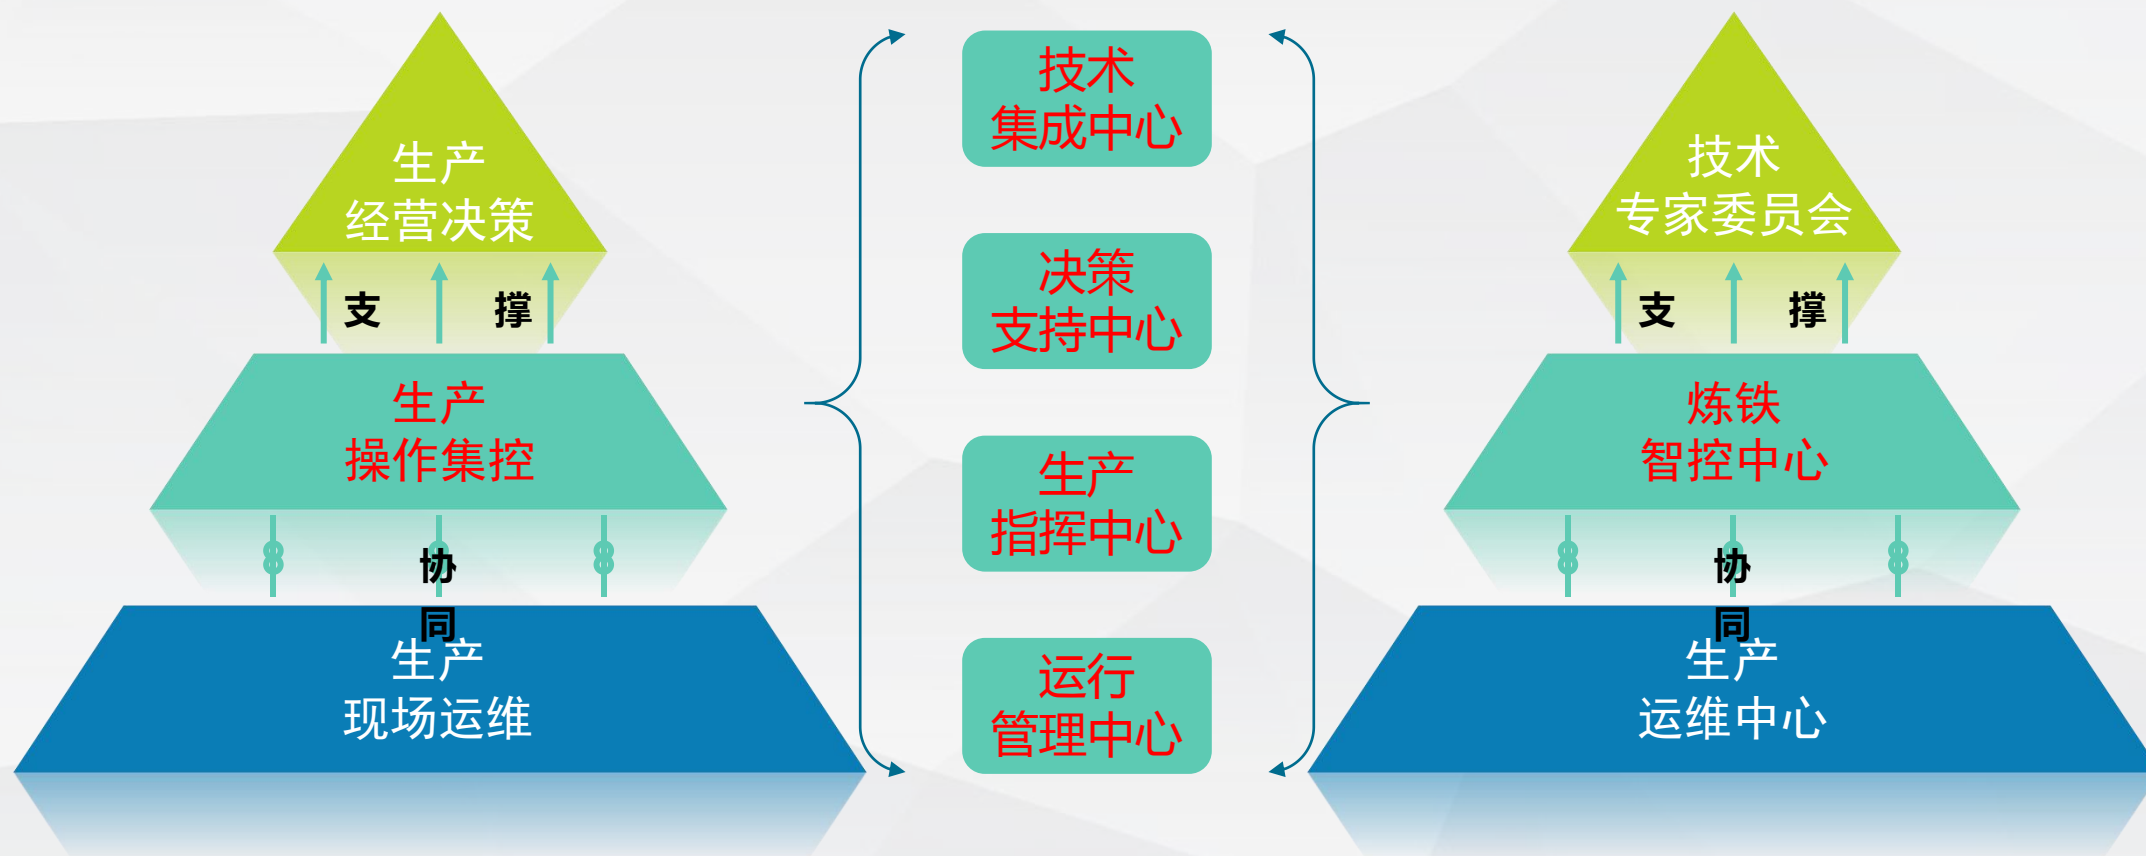 生产
经营决策
支 撑
生产
操作集控
协
同
生产
现场运维
技术
集成中心
决策
支持中心
生产
指挥中心
运行
管理中心
技术
专家委员会
支 撑
炼铁
智控中心
协
同
生产
运维中心